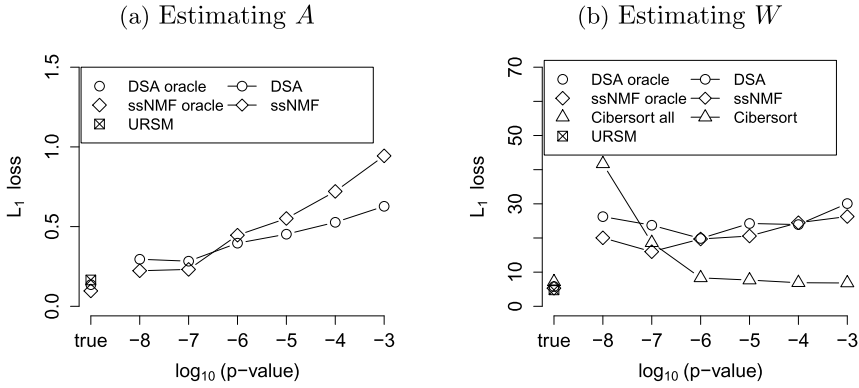 (a) Estimating A
L1 loss
1.5
1.0
0.5
0.0
DSA oracle DSA
ssNMF oracle ssNMF
URSM
true −8 −7 −6 −5 −4 −3
log10 (p−value)
(b) Estimating W
L1 loss
70
50
30
10
0
DSA oracle DSA
ssNMF oracle ssNMF
Cibersort all Cibersort
URSM
true −8 −7 −6 −5 −4 −3
log10 (p−value)